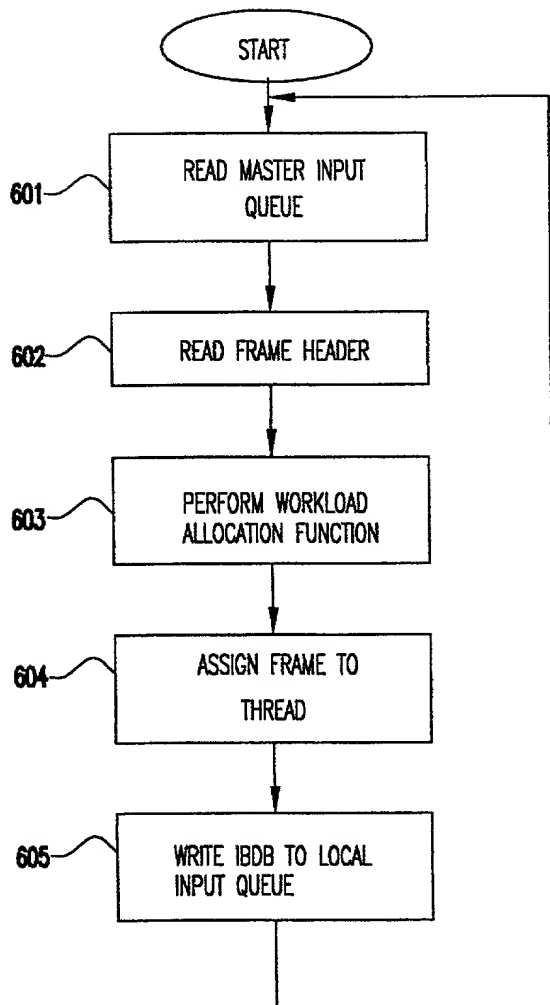 START
601
READ MASTER INPUT
QUEUE
602
READ FRAME HEADER
603
PERFORM WORKLOAD
ALLOCATION FUNCTION
604
ASSIGN FRAME TO
THREAD
605
WRITE IBDB TO LOCAL
INPUT QUEUE